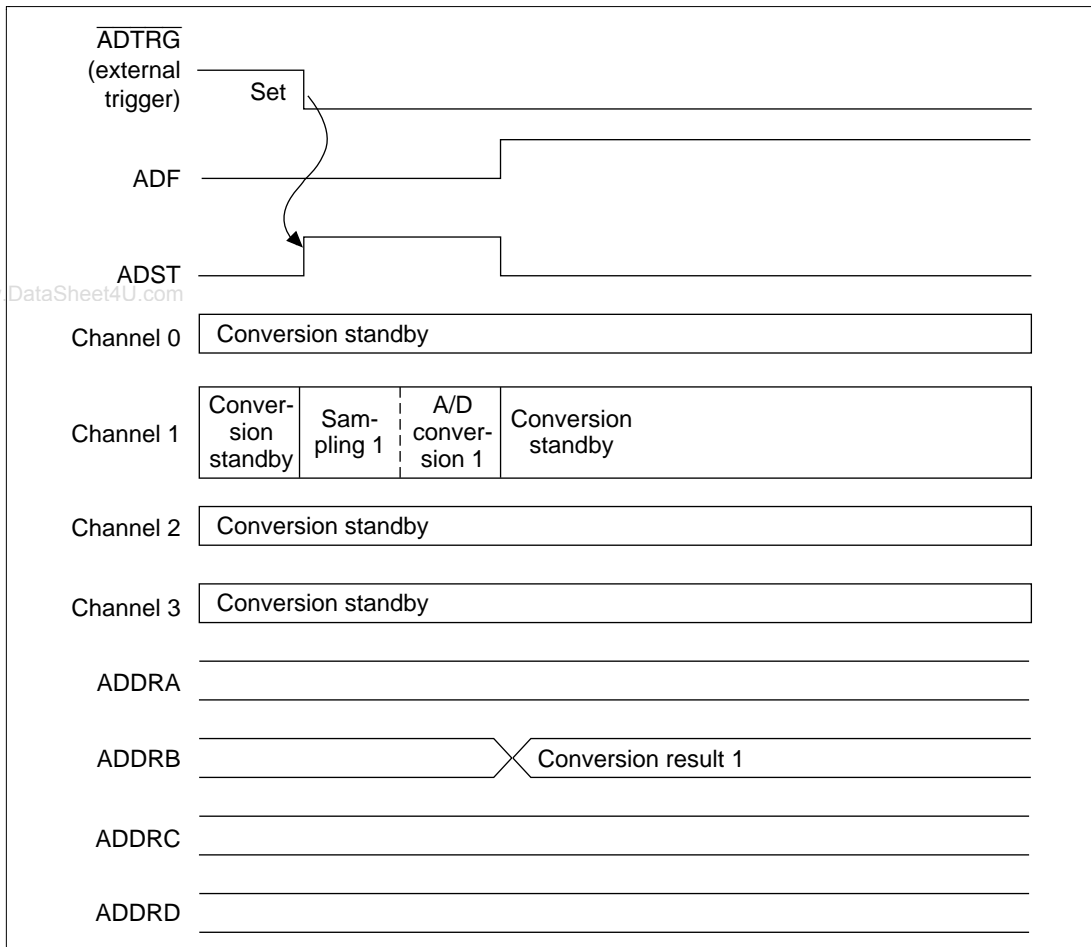 ADTRG
(external
trigger)
Set
ADF
ADST
.DataSheet4U.com
Channel 0
Conversion standby
Channel 1
Conver-
sion
standby
Sam-
pling 1
A/D
conver-
sion 1
Conversion
standby
Channel 2
Conversion standby
Channel 3
Conversion standby
ADDRA
ADDRB
Conversion result 1
ADDRC
ADDRD